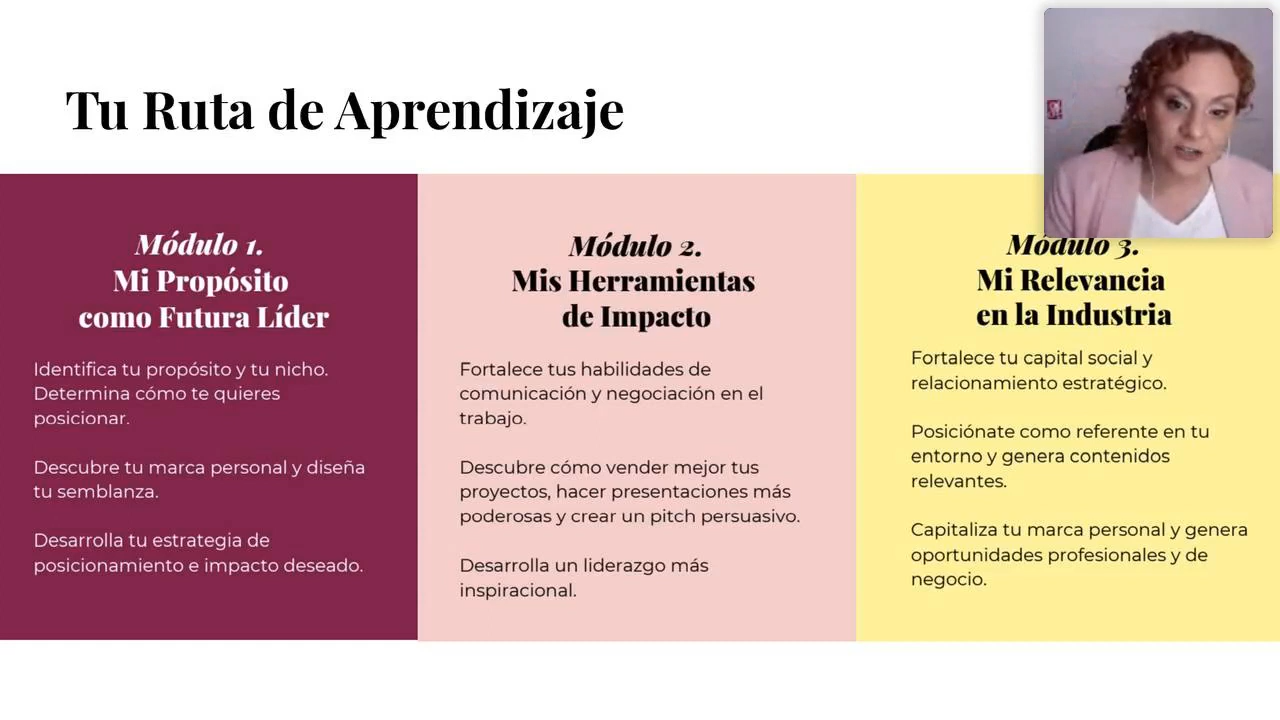 Tu Ruta de Aprendizaje
Módulo 1.
Mi Propósito
como Futura Líder
Identifica tu propósito y tu nicho.
Determina cómo te quieres
posicionar.
Descubre tu marca personal y diseña
tu semblanza.
Desarrolla tu estrategia de
posicionamiento e impacto deseado.
Módulo 2.
Mis Herramientas
de Impacto
Fortalece tus habilidades de
comunicación y negociación en el
trabajo.
Descubre cómo vender mejor tus
proyectos, hacer presentaciones más
poderosas y crear un pitch persuasivo.
Desarrolla un liderazgo más
inspiracional.
Módulo 3.
Mi Relevancia
en la Industria
Fortalece tu capital social y
relacionamiento estratégico.
Posiciónate como referente en tu
entorno y genera contenidos
relevantes.
Capitaliza tu marca personal y genera
oportunidades profesionales y de
negocio.